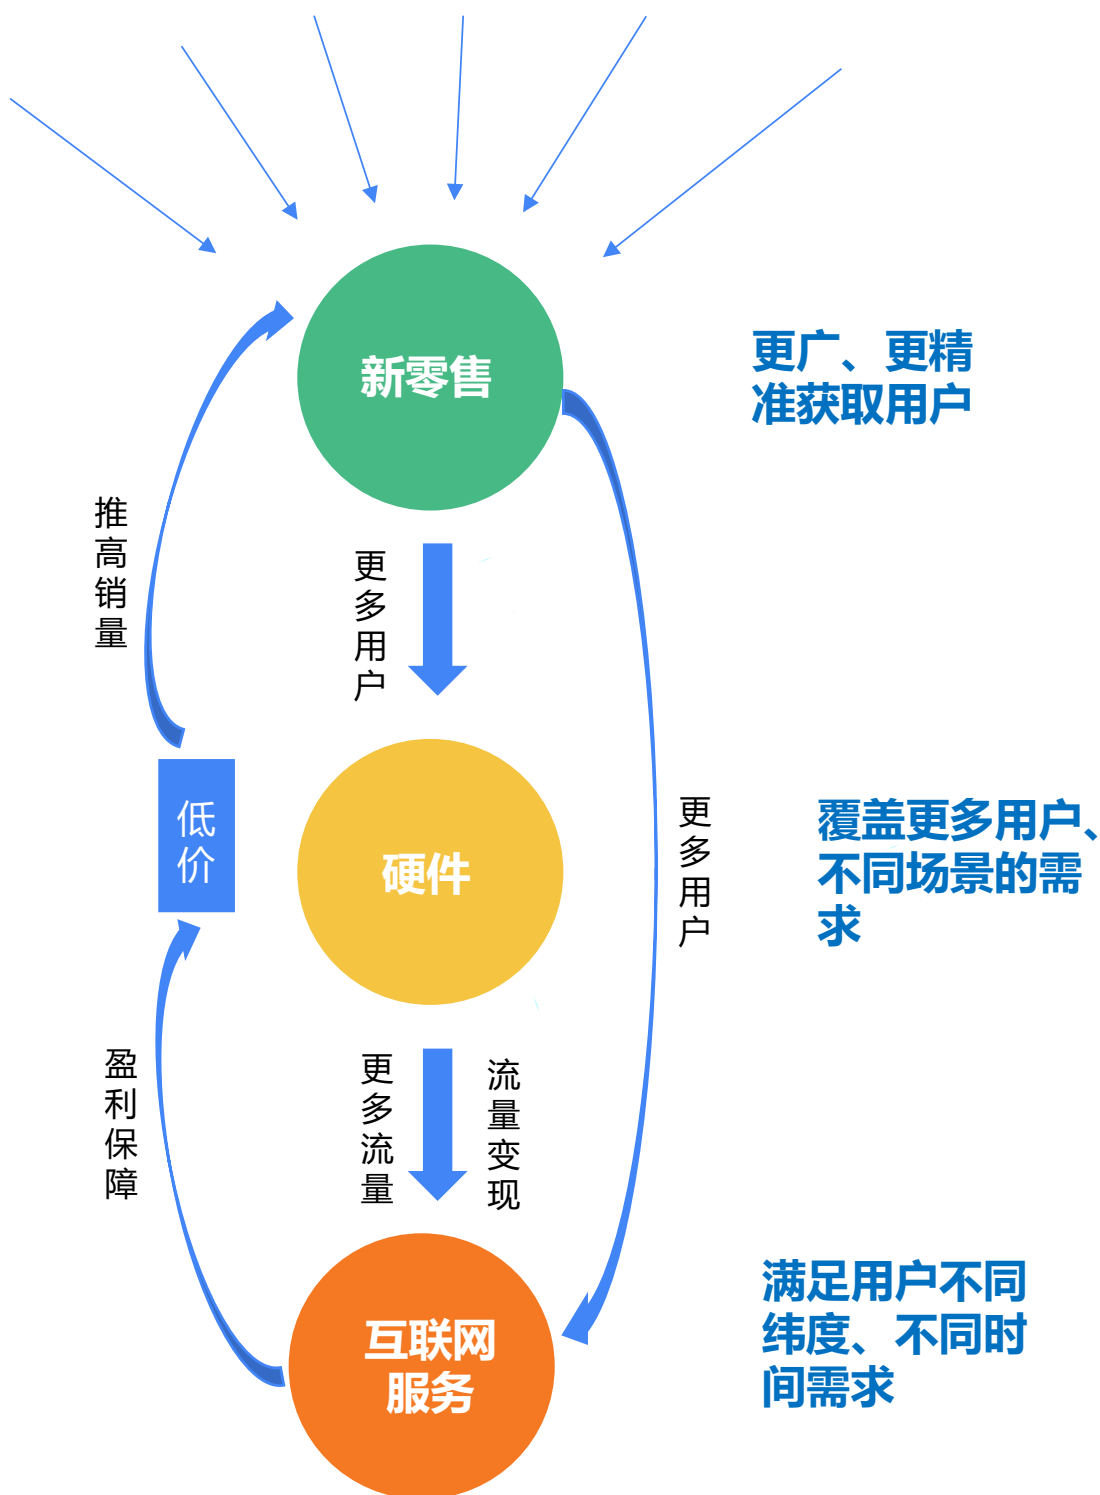 新零售
更广、更精
准获取用户
推高销量
更多用户
低价
硬件
更多用户
覆盖更多用户、
不同场景的需
求
盈利保障
更多流量
流量变现
互联网
服务
满足用户不同
纬度、不同时
间需求